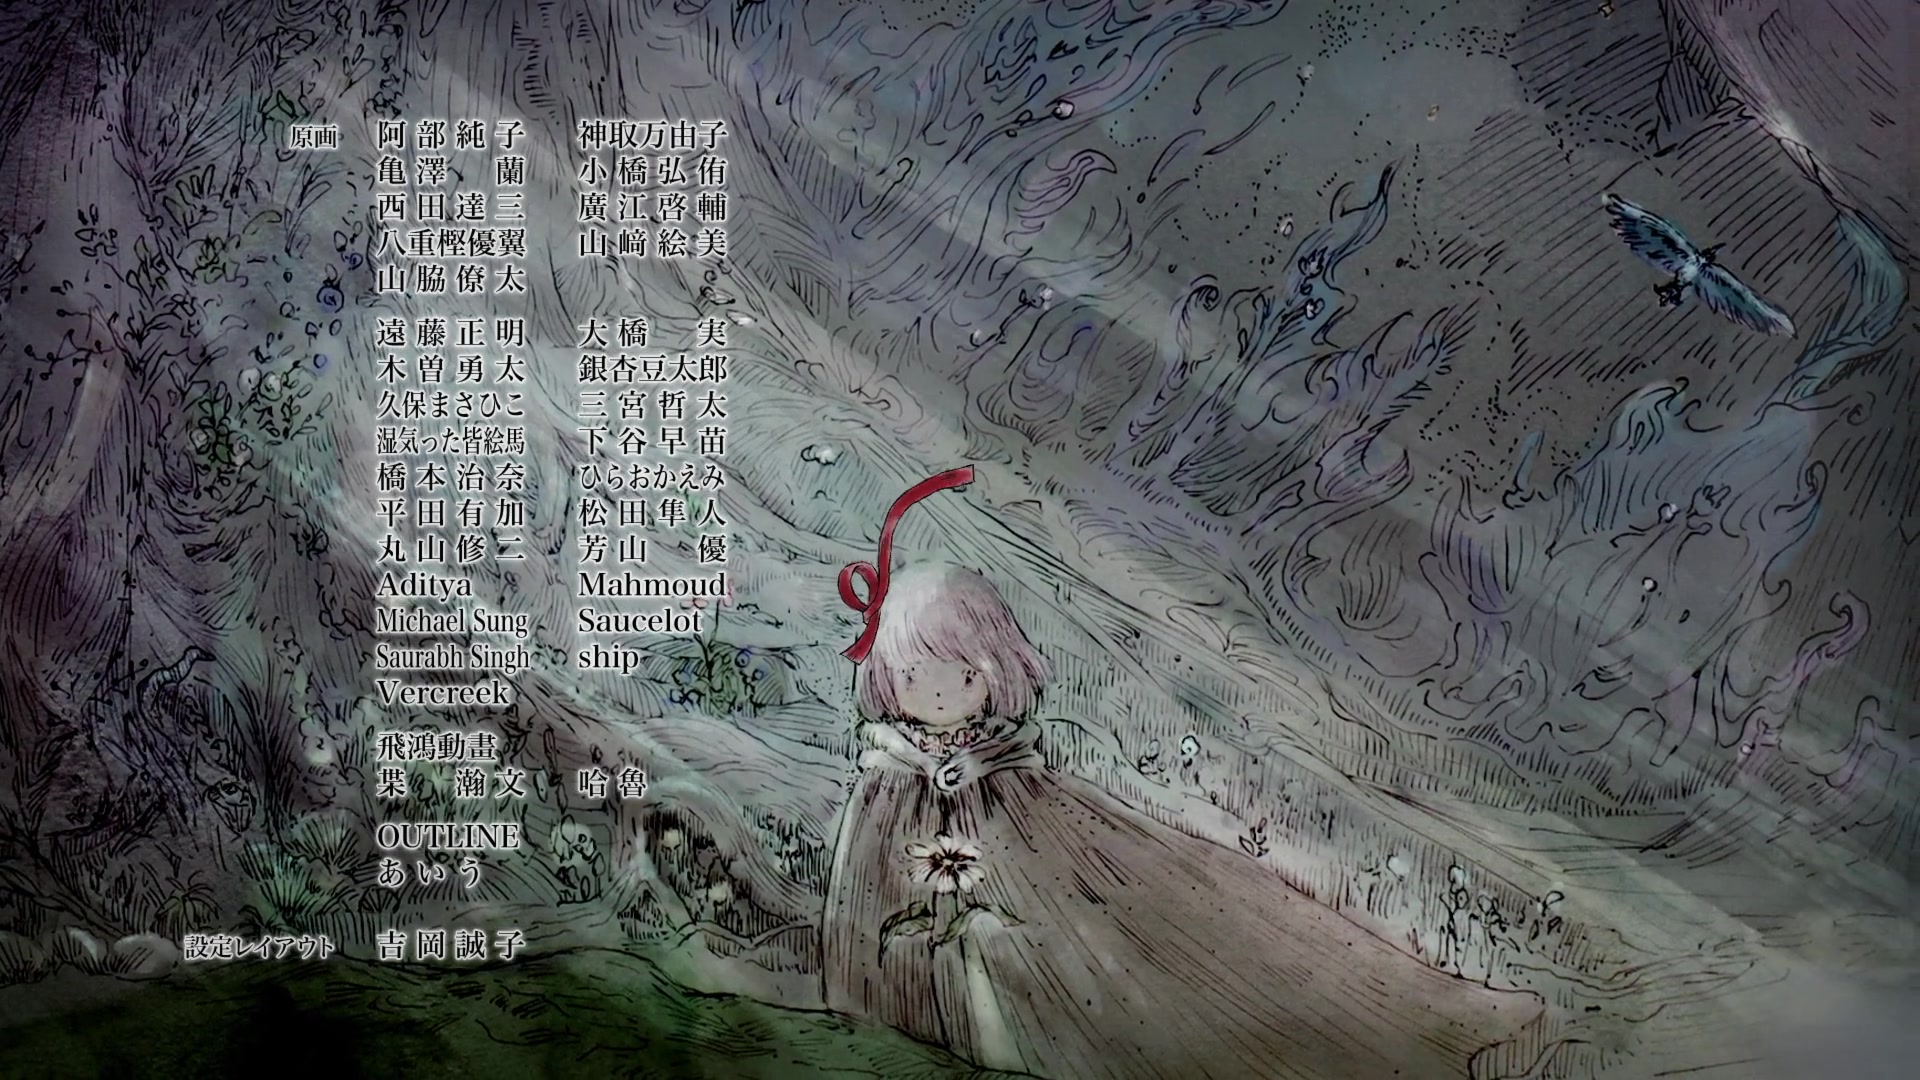 原画 阿部純子 神取万由子
亀澤蘭 小橋弘侑
西田達三 廣江啓輔
八重樫優翼 山﨑絵美
山脇僚太
遠藤正明 大橋実
木曽勇太 銀杏豆太郎
久保まさひこ 三宮哲太
湿気った皆絵馬 下谷早苗
橋本治奈 ひらおかえみ
平田有加 松田隼人
丸山修二 芳山優
Aditya Mahmoud
Michael Sung Saucelot
Saurabh Singh ship
Vercreek
飛鴻動畫
瀚文 哈魯
OUTLINE
あいう
設定レイアウト 吉岡誠子